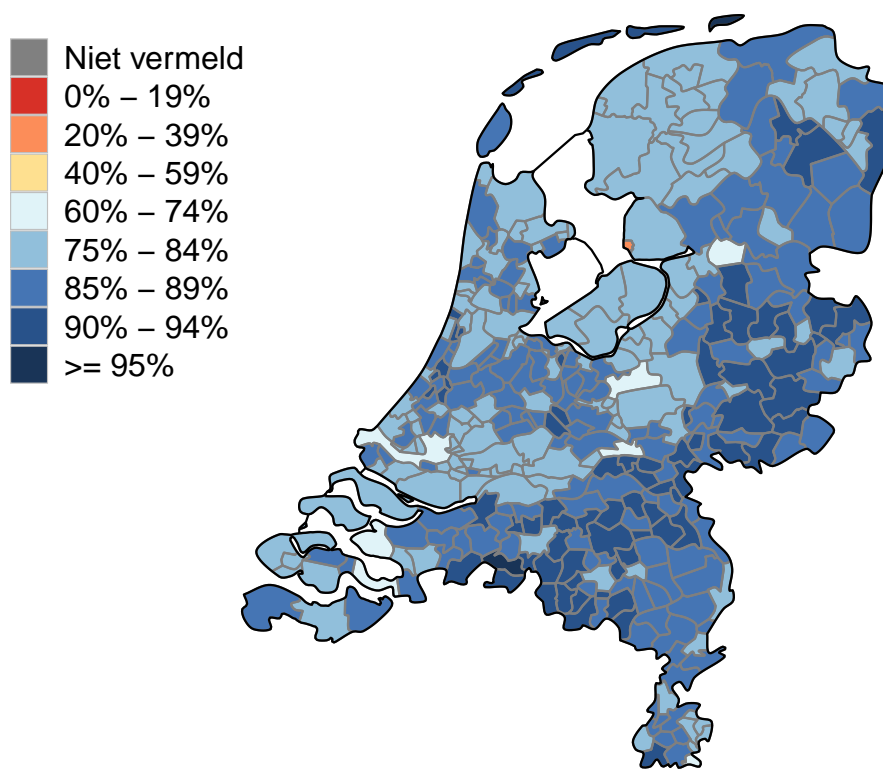 Niet vermeld
0% – 19%
20% – 39%
40% – 59%
60% – 74%
75% – 84%
85% – 89%
90% – 94%
>= 95%